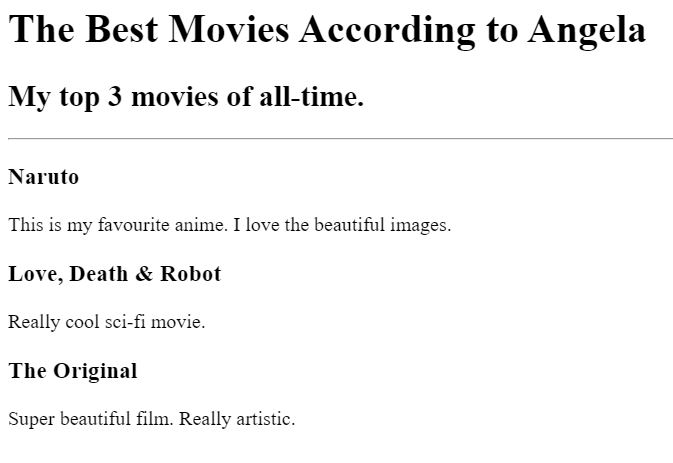 The Best Movies According to Angela
My top 3 movies of all-time.
Naruto
This is my favourite anime. I love the beautiful images.
Love, Death & Robot
Really cool sci-fi movie.
The Original
Super beautiful film. Really artistic.